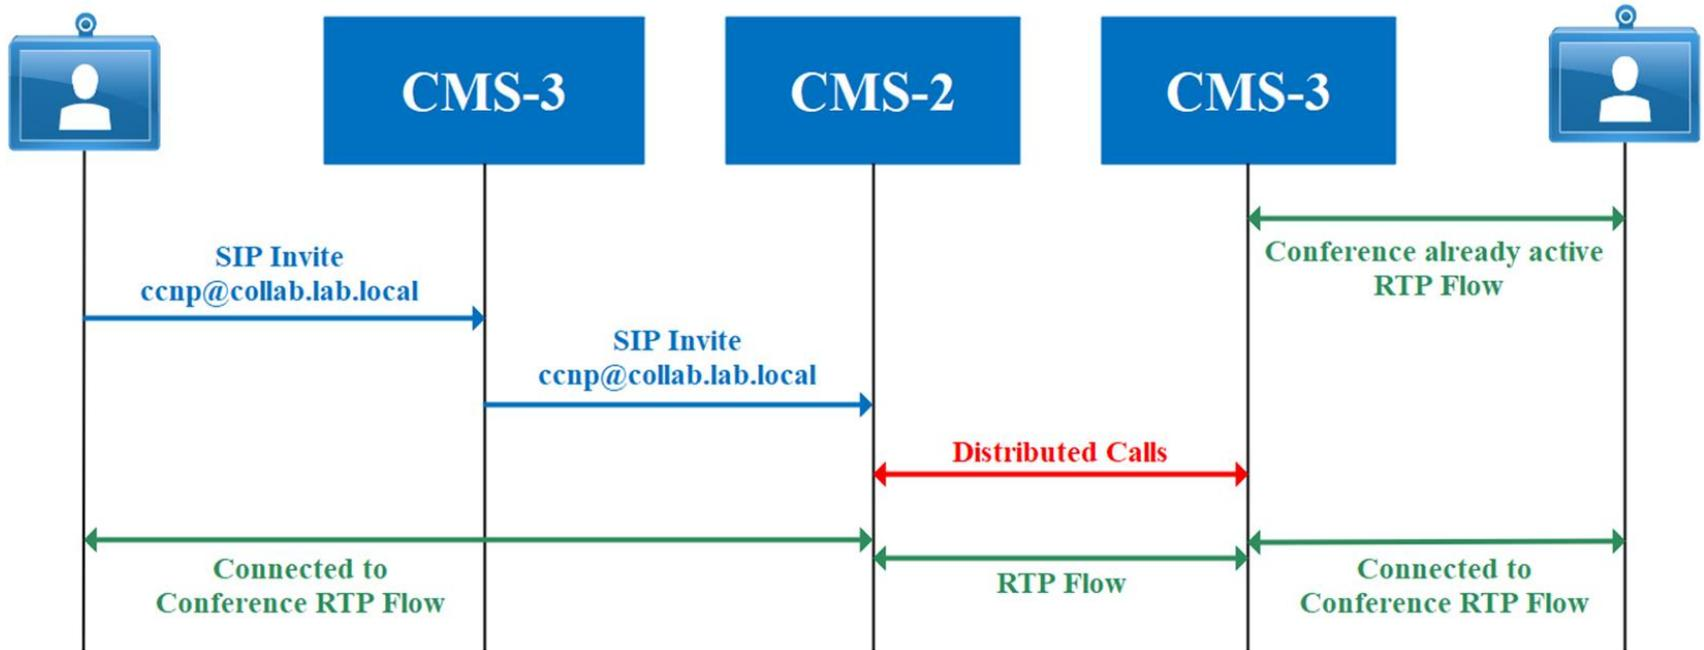 CMS-3
CMS-2
CMS-3
Conference already active
RTP Flow
SIP Invite
ccnp@collab.lab.local
SIP Invite
ccnp@collab.lab.local
Distributed Calls
Connected to
Conference RTP Flow
RTP Flow
Connected to
Conference RTP Flow